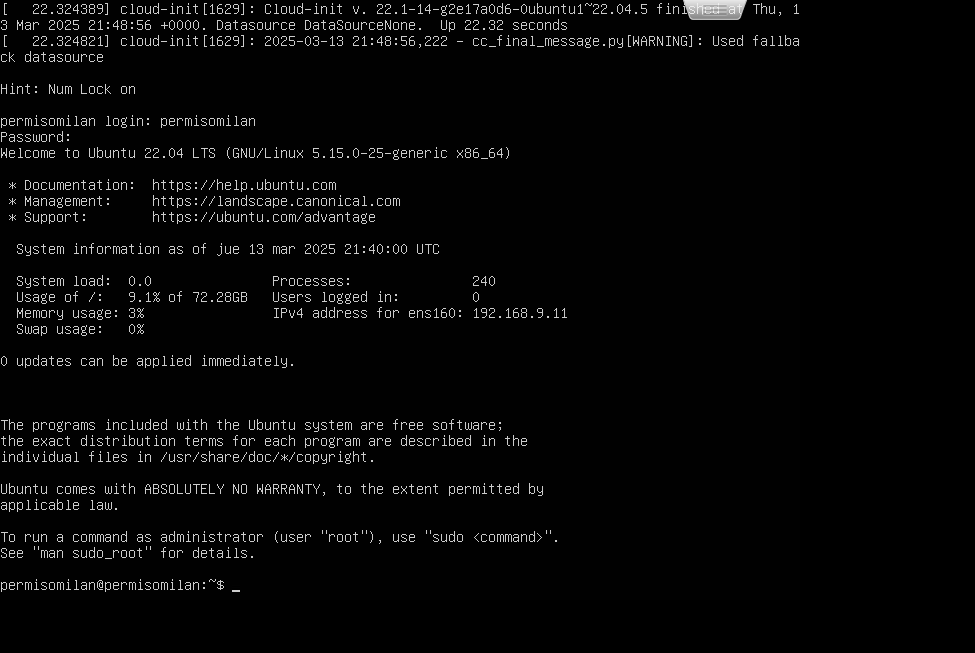 [   22.324389] cloud-init[1629]: Cloud-init v. 22.1-14-g2e17a0d6-0ubuntu1~22.04.5 finished at Thu, 1
3 Mar 2025 21:48:56 +0000. Datasource DataSourceNone.  Up 22.32 seconds
[   22.324821] cloud-init[1629]: 2025-03-13 21:48:56,222 - cc_final_message.py[WARNING]: Used fallba
ck datasource
Hint: Num Lock on
permisomilan login: permisomilan
Password:
Welcome to Ubuntu 22.04 LTS (GNU/Linux 5.15.0-25-generic x86_64)
 * Documentation:  https://help.ubuntu.com
 * Management:     https://landscape.canonical.com
 * Support:        https://ubuntu.com/advantage
  System information as of jue 13 mar 2025 21:40:00 UTC
  System load:  0.0               Processes:               240
  Usage of /:   9.1% of 72.28GB   Users logged in:         0
  Memory usage: 3%                IPv4 address for ens160: 192.168.9.11
  Swap usage:   0%
0 updates can be applied immediately.
The programs included with the Ubuntu system are free software;
the exact distribution terms for each program are described in the
individual files in /usr/share/doc/*/copyright.
Ubuntu comes with ABSOLUTELY NO WARRANTY, to the extent permitted by
applicable law.
To run a command as administrator (user "root"), use "sudo <command>".
See "man sudo_root" for details.
permisomilan@permisomilan:~$ _